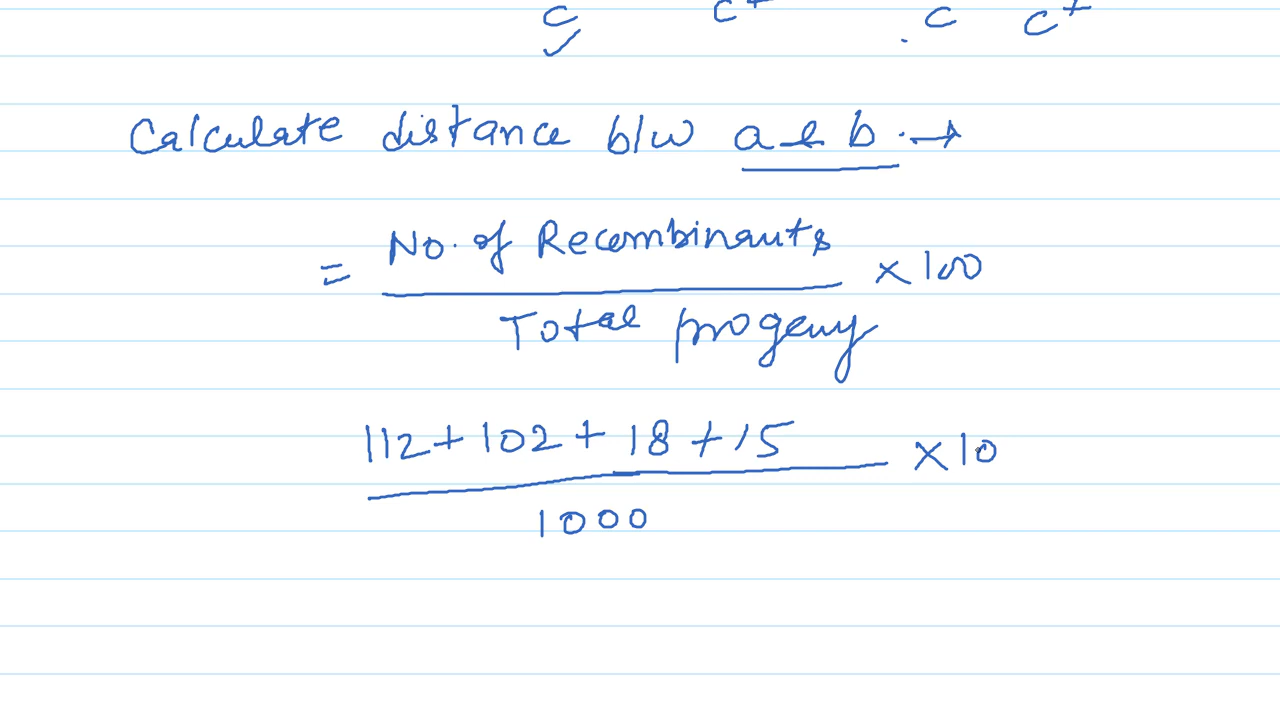 c c+ c c+
Calculate distance b/w a & b . →
No. of Recombinants
= × 100
Total progeny
112 + 102 + 18 + 15
× 10
1000